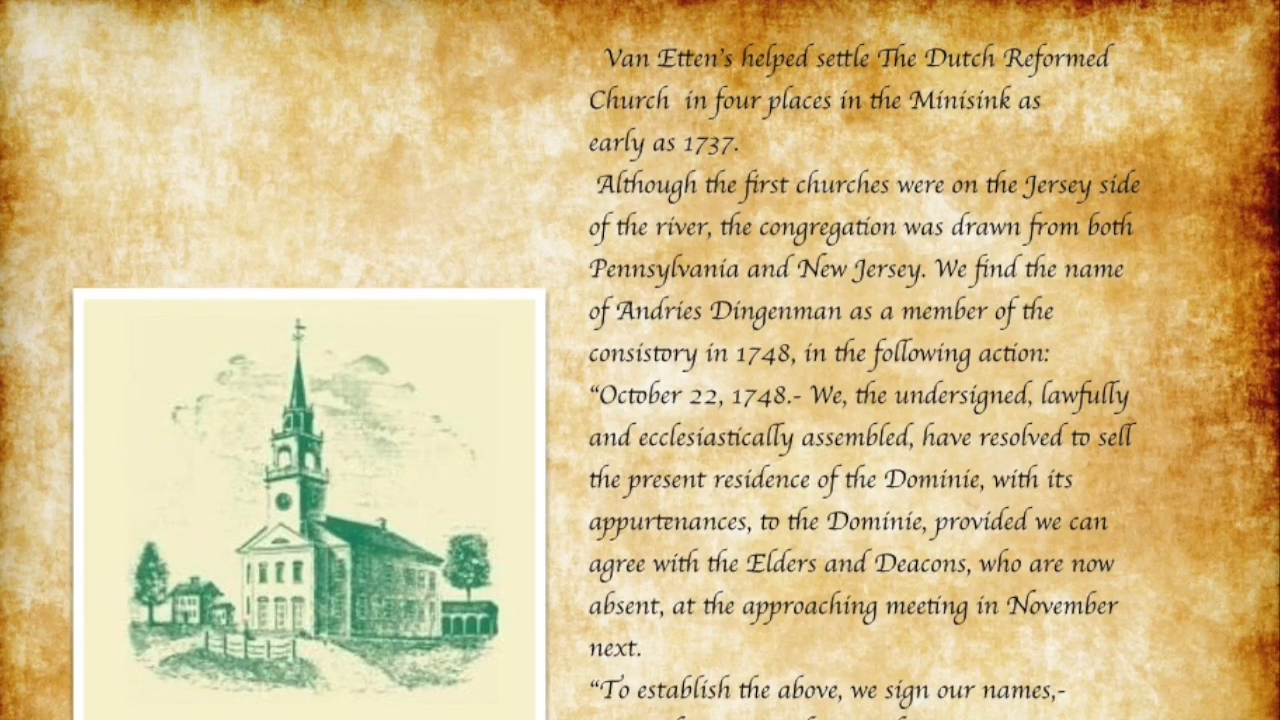 Van Etten's helped settle The Dutch Reformed
Church in four places in the Minisink as
early as 1737.
Although the first churches were on the Jersey side
of the river, the congregation was drawn from both
Pennsylvania and New Jersey. We find the name
of Andries Dingenman as a member of the
consistory in 1748, in the following action:
“October 22, 1748.- We, the undersigned, lawfully
and ecclesiastically assembled, have resolved to sell
the present residence of the Dominie, with its
appurtenances, to the Dominie, provided we can
agree with the Elders and Deacons, who are now
absent, at the approaching meeting in November
next.
“To establish the above, we sign our names,-